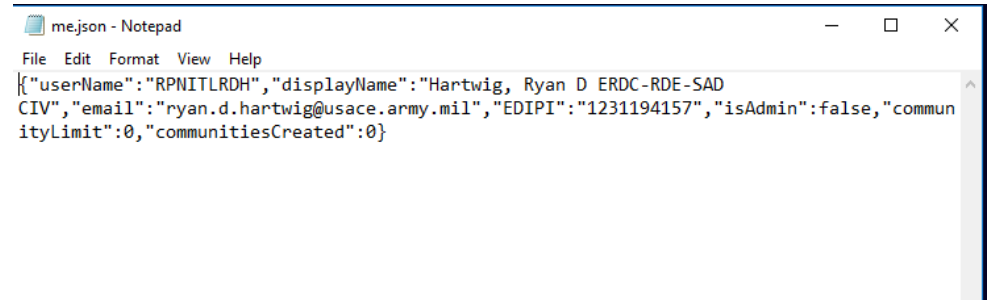 me.json - Notepad
File Edit Format View Help
{"userName":"RPNITLRDH","displayName":"Hartwig, Ryan D ERDC-RDE-SAD
CIV","email":"ryan.d.hartwig@usace.army.mil","EDIPI":"1231194157","isAdmin":false,"commun
ityLimit":0,"communitiesCreated":0}